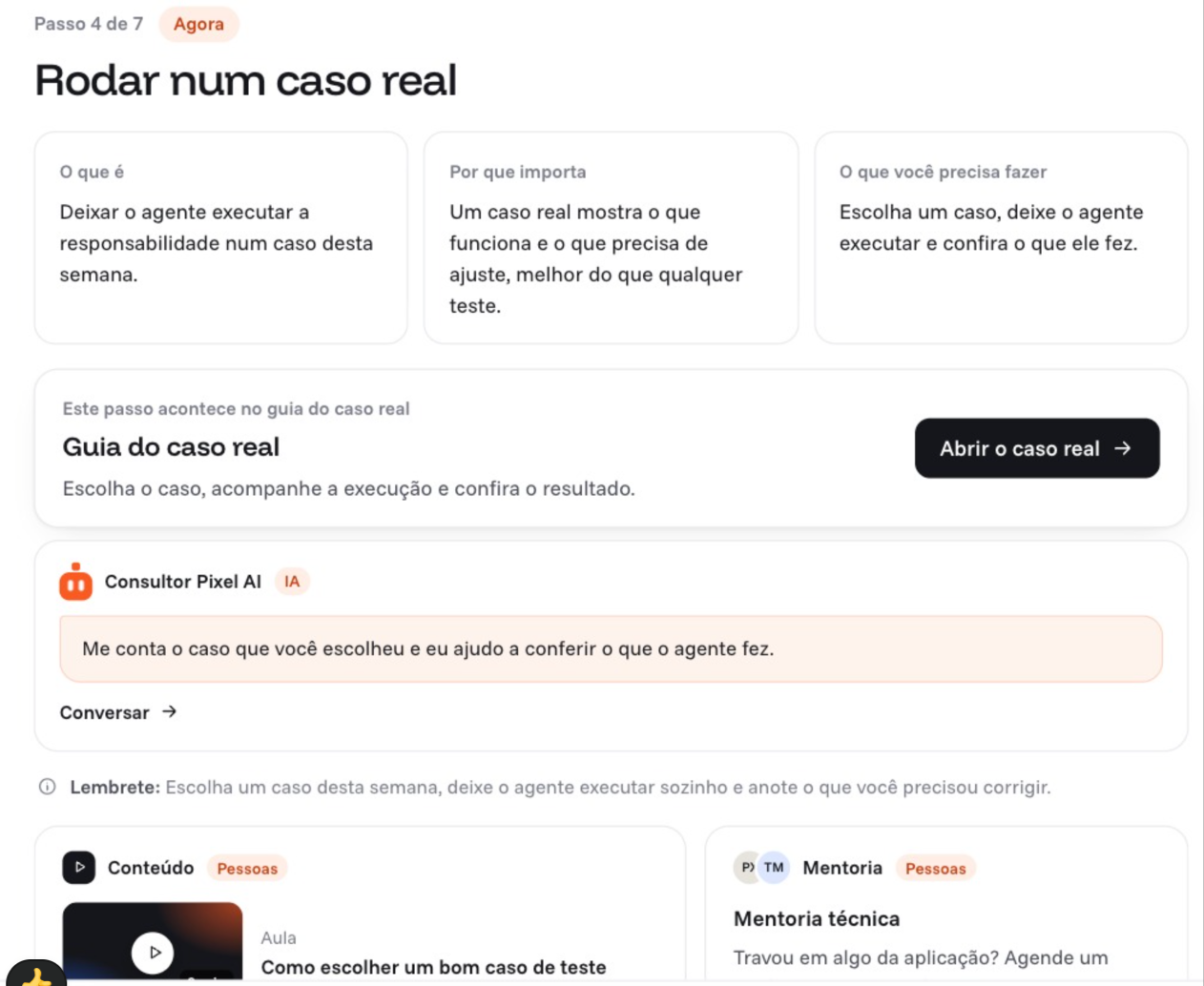 Passo 4 de 7 Agora
Rodar num caso real
O que é
Deixar o agente executar a
responsabilidade num caso desta
semana.
Por que importa
Um caso real mostra o que
funciona e o que precisa de
ajuste, melhor do que qualquer
teste.
O que você precisa fazer
Escolha um caso, deixe o agente
executar e confira o que ele fez.
Este passo acontece no guia do caso real
Guia do caso real
Escolha o caso, acompanhe a execução e confira o resultado.
Abrir o caso real →
Consultor Pixel AI IA
Me conta o caso que você escolheu e eu ajudo a conferir o que o agente fez.
Conversar →
Lembrete: Escolha um caso desta semana, deixe o agente executar sozinho e anote o que você precisou corrigir.
Conteúdo Pessoas
Aula
Como escolher um bom caso de teste
TM Mentoria Pessoas
Mentoria técnica
Travou em algo da aplicação? Agende um